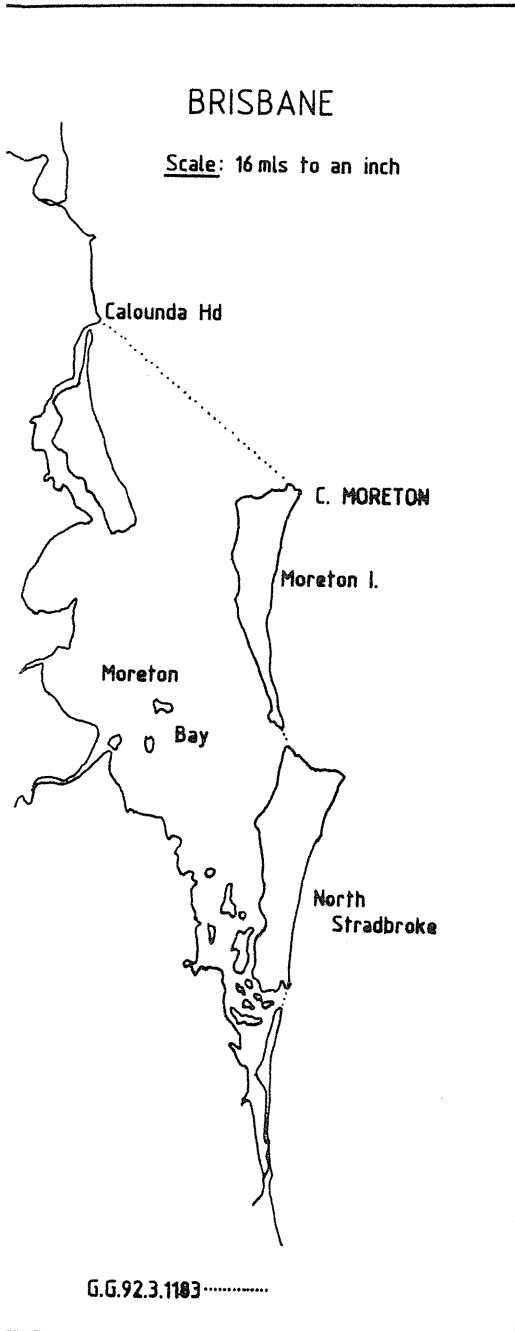 BRISBANE
Scale: 16 mls to an inch
Calounda Hd
C. MORETON
Moreton I.
Moreton
Bay
North
Stradbroke
G.G.92.3.1183